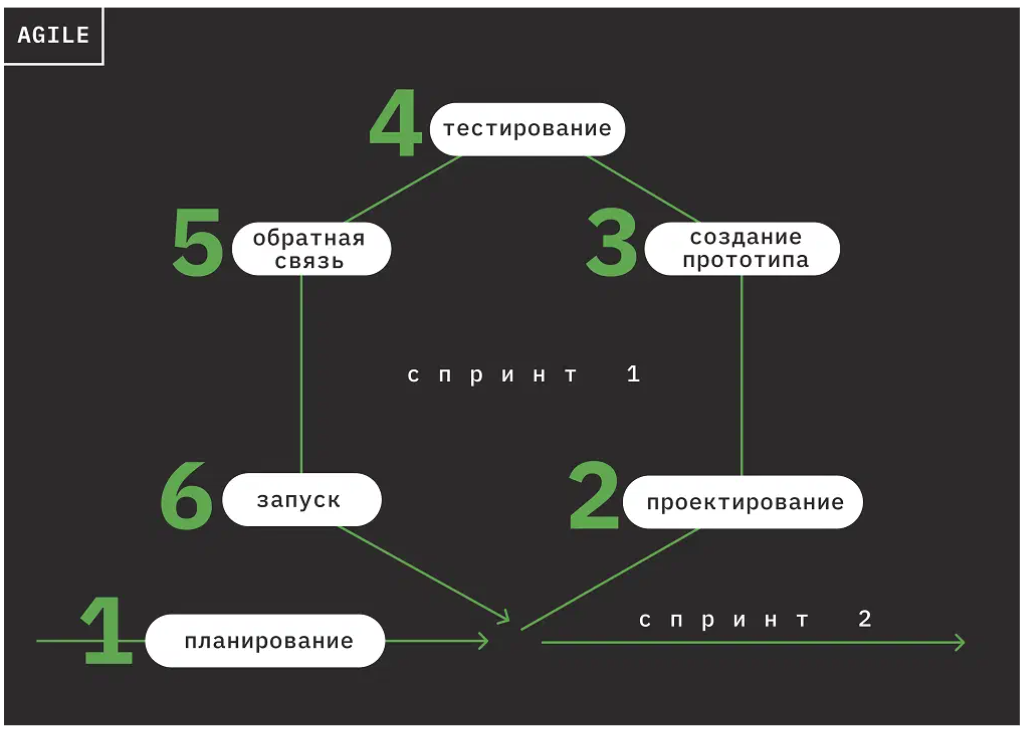 AGILE
4 тестирование
5 обратная
связь
3 создание
прототипа
спринт 1
6 запуск
2 проектирование
1 планирование
спринт 2